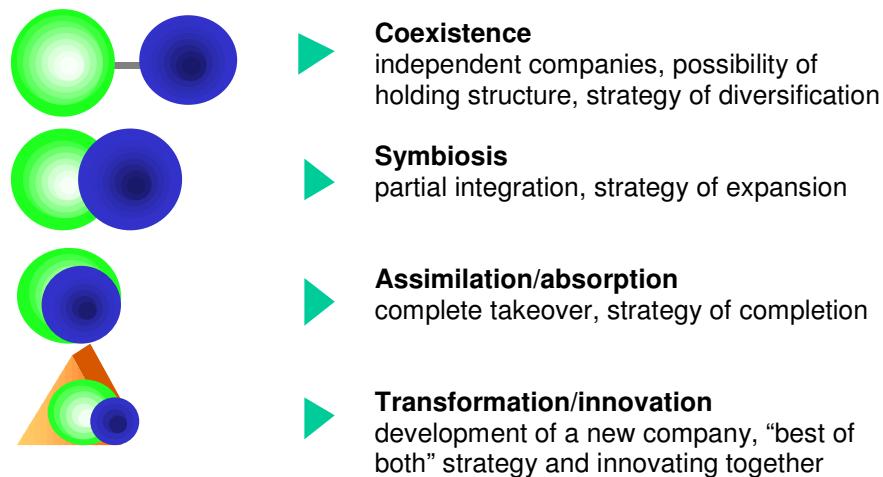 Coexistence
independent companies, possibility of
holding structure, strategy of diversification
Symbiosis
partial integration, strategy of expansion
Assimilation/absorption
complete takeover, strategy of completion
Transformation/innovation
development of a new company, “best of
both” strategy and innovating together